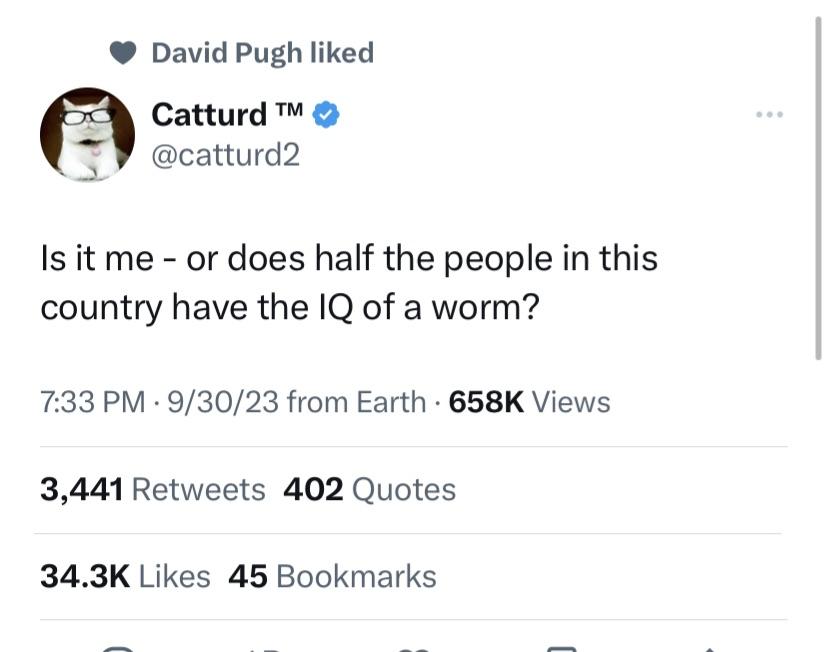 David Pugh liked
Catturd ™
@catturd2
Is it me - or does half the people in this
country have the IQ of a worm?
7:33 PM · 9/30/23 from Earth · 658K Views
3,441 Retweets 402 Quotes
34.3K Likes 45 Bookmarks